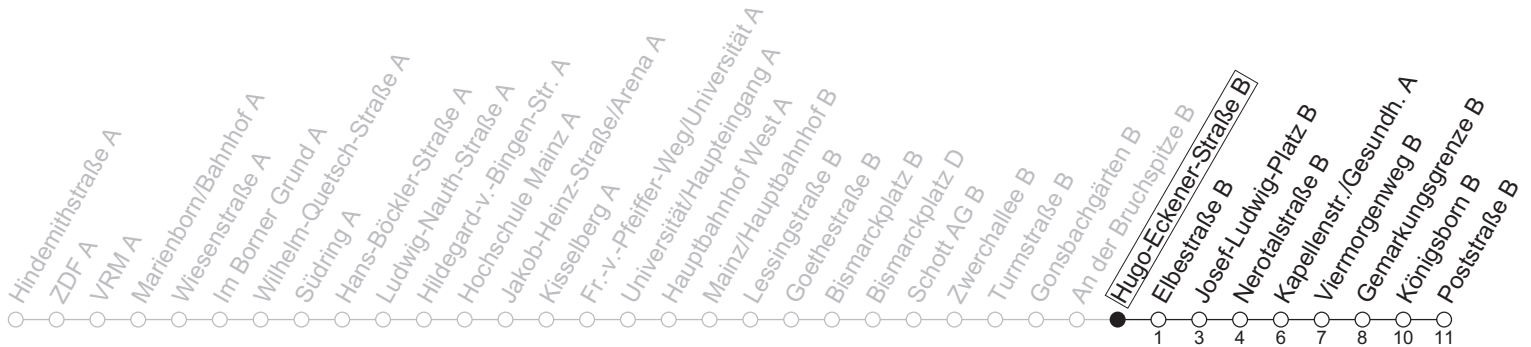 Hindemithstraße A
ZDF A
VRM A
Marienborn/Bahnhof A
Wiesenstraße A
Im Borner Grund A
Wilhelm-Quetsch-Straße A
Südring A
Hans-Böckler-Straße A
Ludwig-Nauth-Straße A
Hildegard-v.-Bingen-Str. A
Hochschule Mainz A
Jakob-Heinz-Straße/Arena A
Kisselberg A
Fr.-v.-Pfeiffer-Weg/Universität A
Universität/Haupteingang A
Hauptbahnhof West A
Mainz/Hauptbahnhof B
Lessingstraße B
Goethestraße B
Bismarckplatz B
Bismarckplatz D
Schott AG B
Zwerchallee B
Turmstraße B
Gonsbachgärten B
An der Bruchspitze B
Hugo-Eckener-Straße B
Elbestraße B
Josef-Ludwig-Platz B
Nerotalstraße B
Kapellenstr./Gesundh. A
Viermorgenweg B
Gemarkungsgrenze B
Königsborn B
Poststraße B
1 3 4 6 7 8 10 11